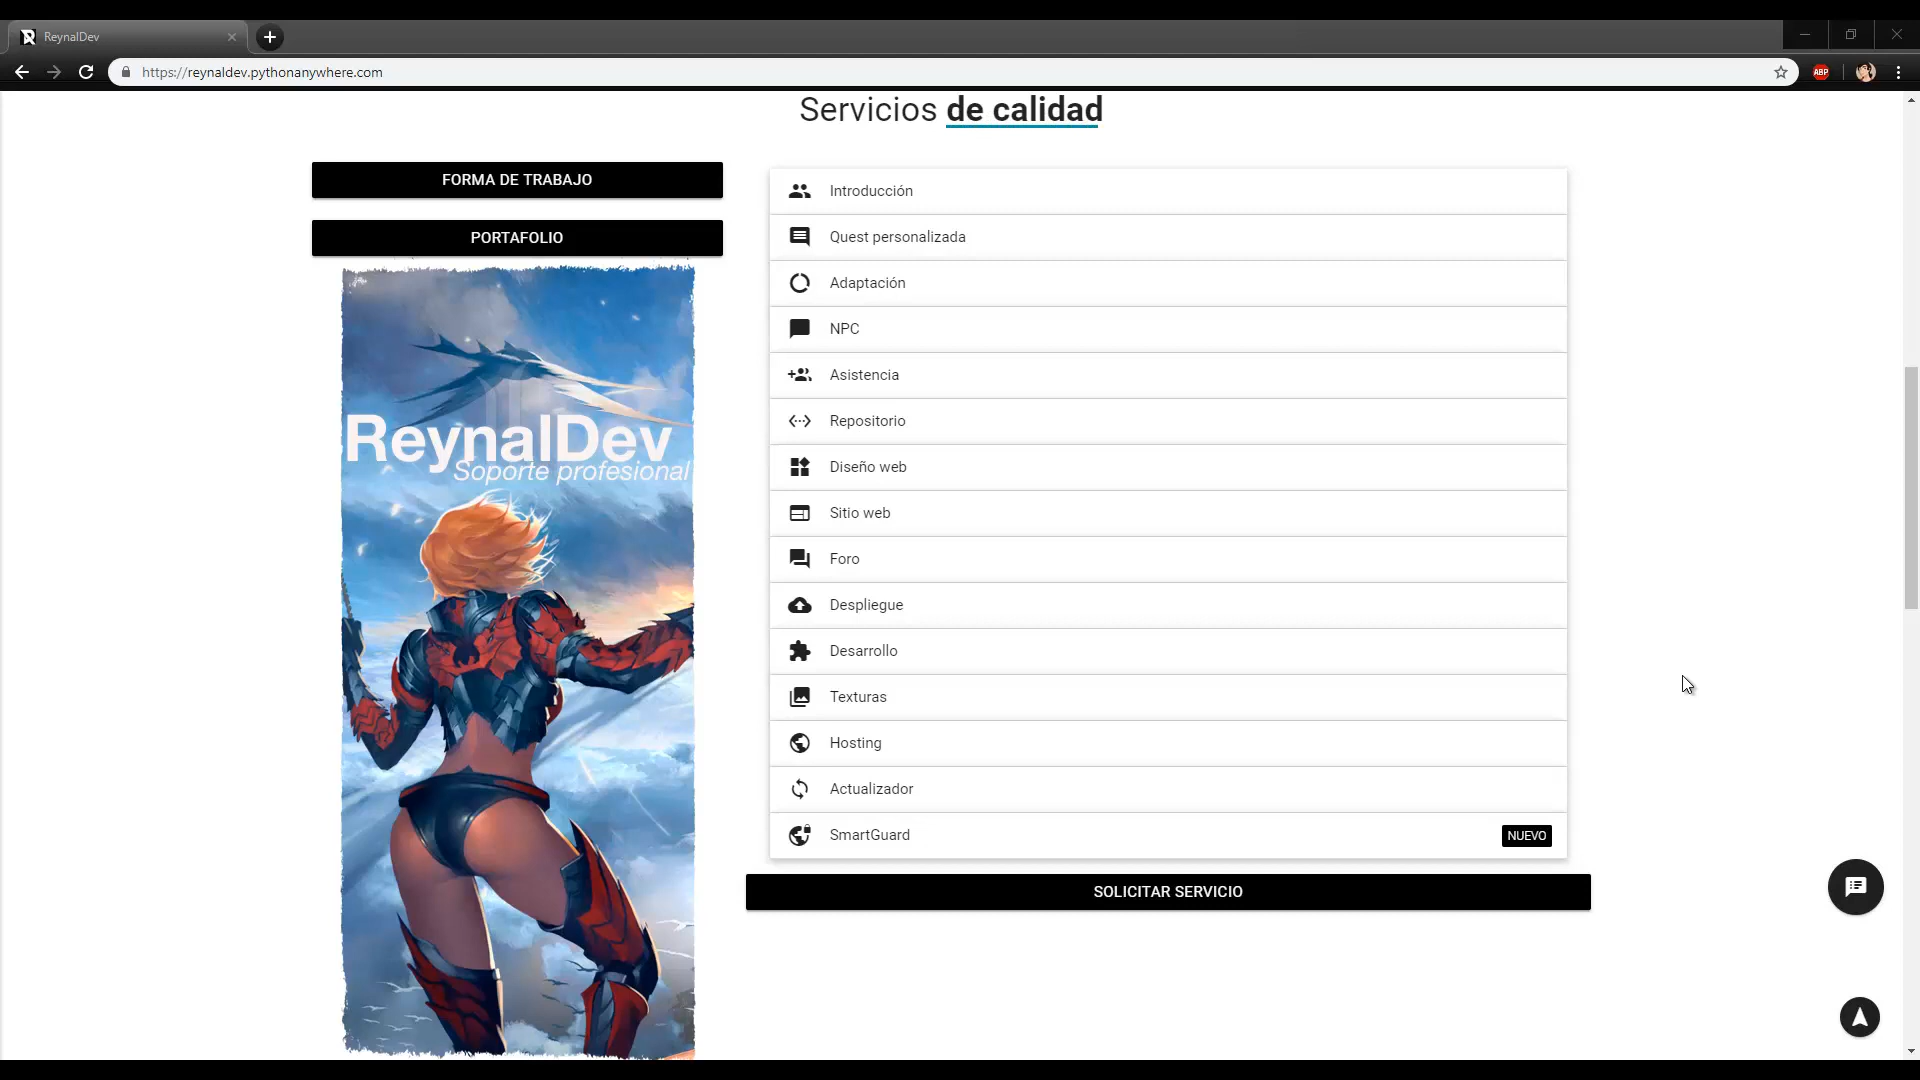 ReynalDev
https://reynaldev.pythonanywhere.com
ABP
Servicios de calidad
FORMA DE TRABAJO
PORTAFOLIO
ReynalDev
Soporte profesional
Introducción
Quest personalizada
Adaptación
NPC
Asistencia
Repositorio
Diseño web
Sitio web
Foro
Despliegue
Desarrollo
Texturas
Hosting
Actualizador
SmartGuard
NUEVO
SOLICITAR SERVICIO